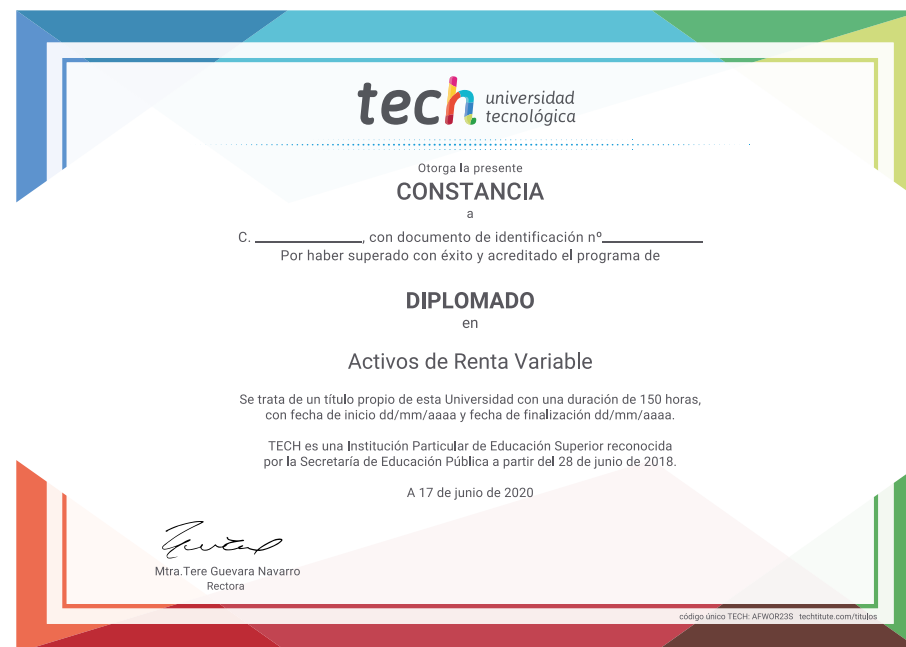 tech universidad
tecnológica
Otorga la presente
CONSTANCIA
a
C. ____________, con documento de identificación nº____________
Por haber superado con éxito y acreditado el programa de
DIPLOMADO
en
Activos de Renta Variable
Se trata de un título propio de esta Universidad con una duración de 150 horas,
con fecha de inicio dd/mm/aaaa y fecha de finalización dd/mm/aaaa.
TECH es una Institución Particular de Educación Superior reconocida
por la Secretaría de Educación Pública a partir del 28 de junio de 2018.
A 17 de junio de 2020
Mtra.Tere Guevara Navarro
Rectora
código único TECH: AFWOR23S techtitute.com/titulos